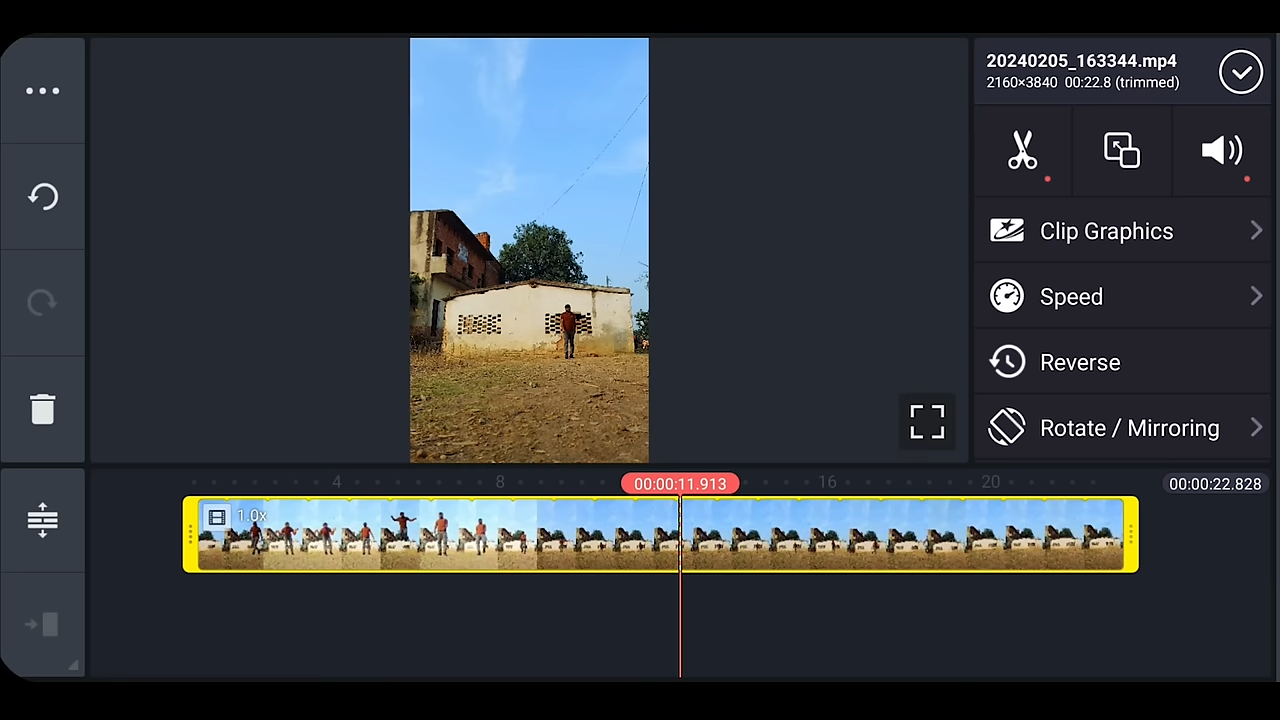 20240205_163344.mp4
2160×3840 00:22.8 (trimmed)
Clip Graphics
Speed
Reverse
Rotate / Mirroring
4
8
00:00:11.913
16
20
00:00:22.828
1.0x